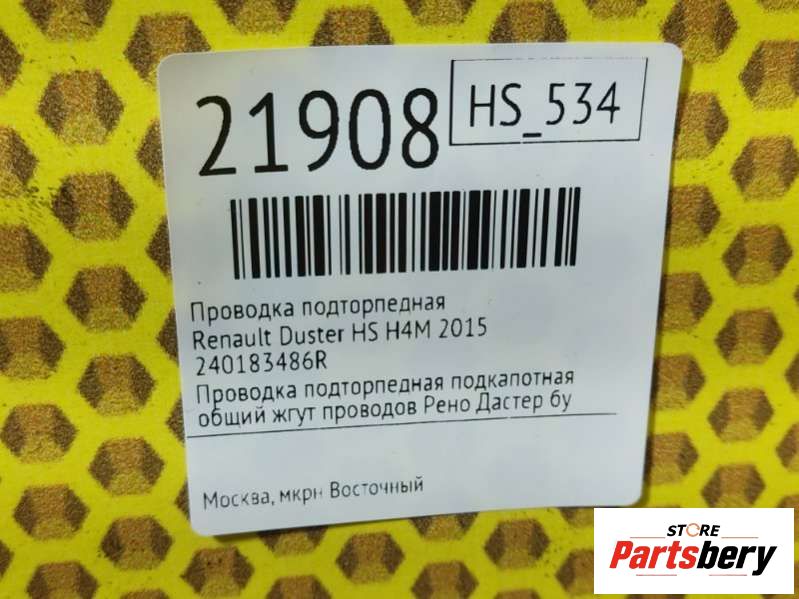 21908
HS_534
Проводка подторпедная
Renault Duster HS H4M 2015
240183486R
Проводка подторпедная подкапотная
общий жгут проводов Рено Дастер бу
Москва, мкрн Восточный
STORE
Partsbery